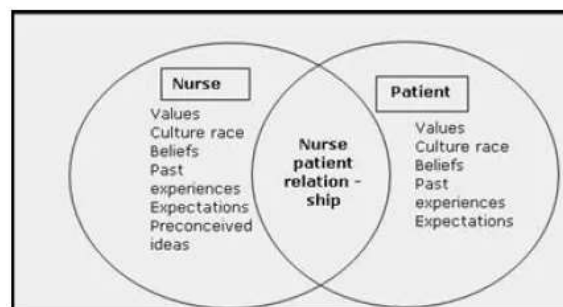 Nurse
Values
Culture race
Beliefs
Past
experiences
Expectations
Preconceived
ideas
Nurse
patient
relation -
ship
Patient
Values
Culture race
Beliefs
Past
experiences
Expectations